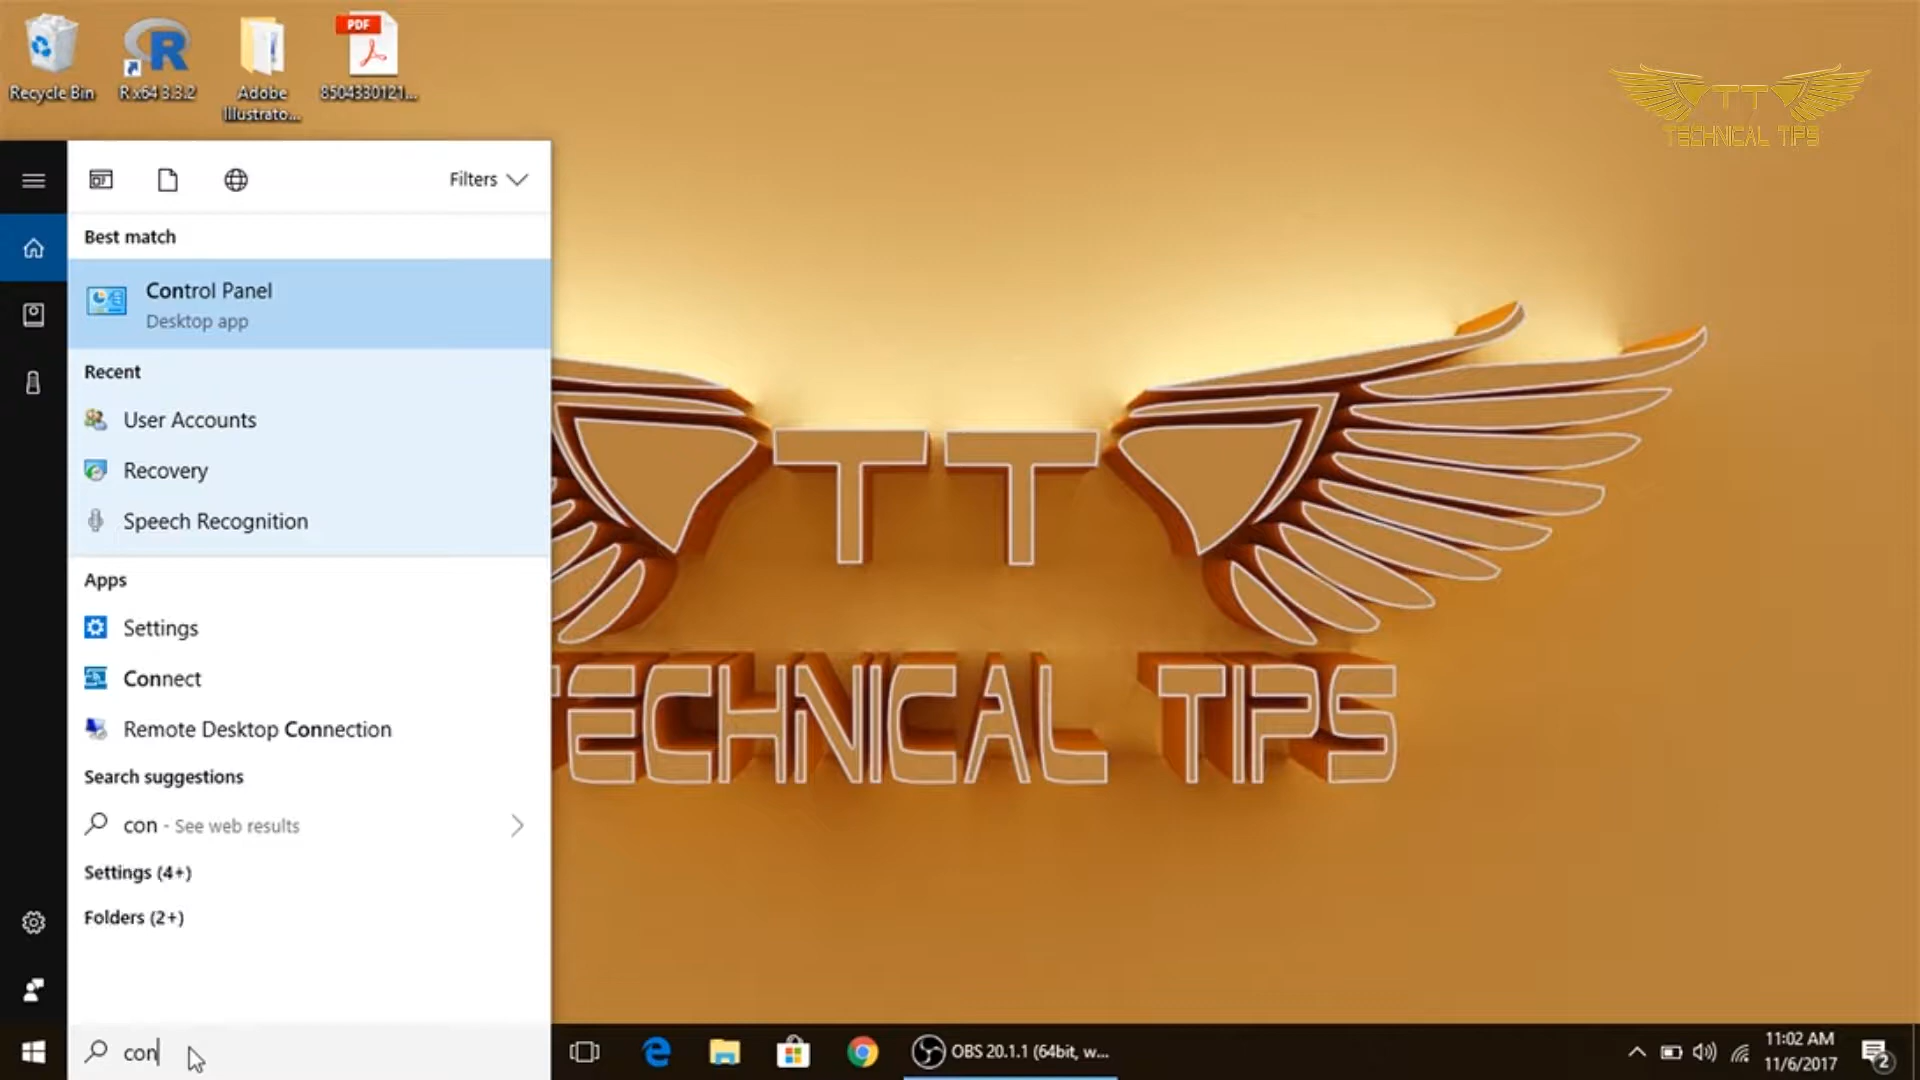 Recycle Bin
R x64 3.3.2
Adobe
Illustrato...
PDF
8504330121...
TT
TECHNICAL TIPS
Filters
Best match
Control Panel
Desktop app
Recent
User Accounts
Recovery
Speech Recognition
Apps
Settings
Connect
Remote Desktop Connection
Search suggestions
con - See web results
Settings (4+)
Folders (2+)
TT
TECHNICAL TIPS
con
OBS 20.1.1 (64bit, w...
11:02 AM
11/6/2017
2